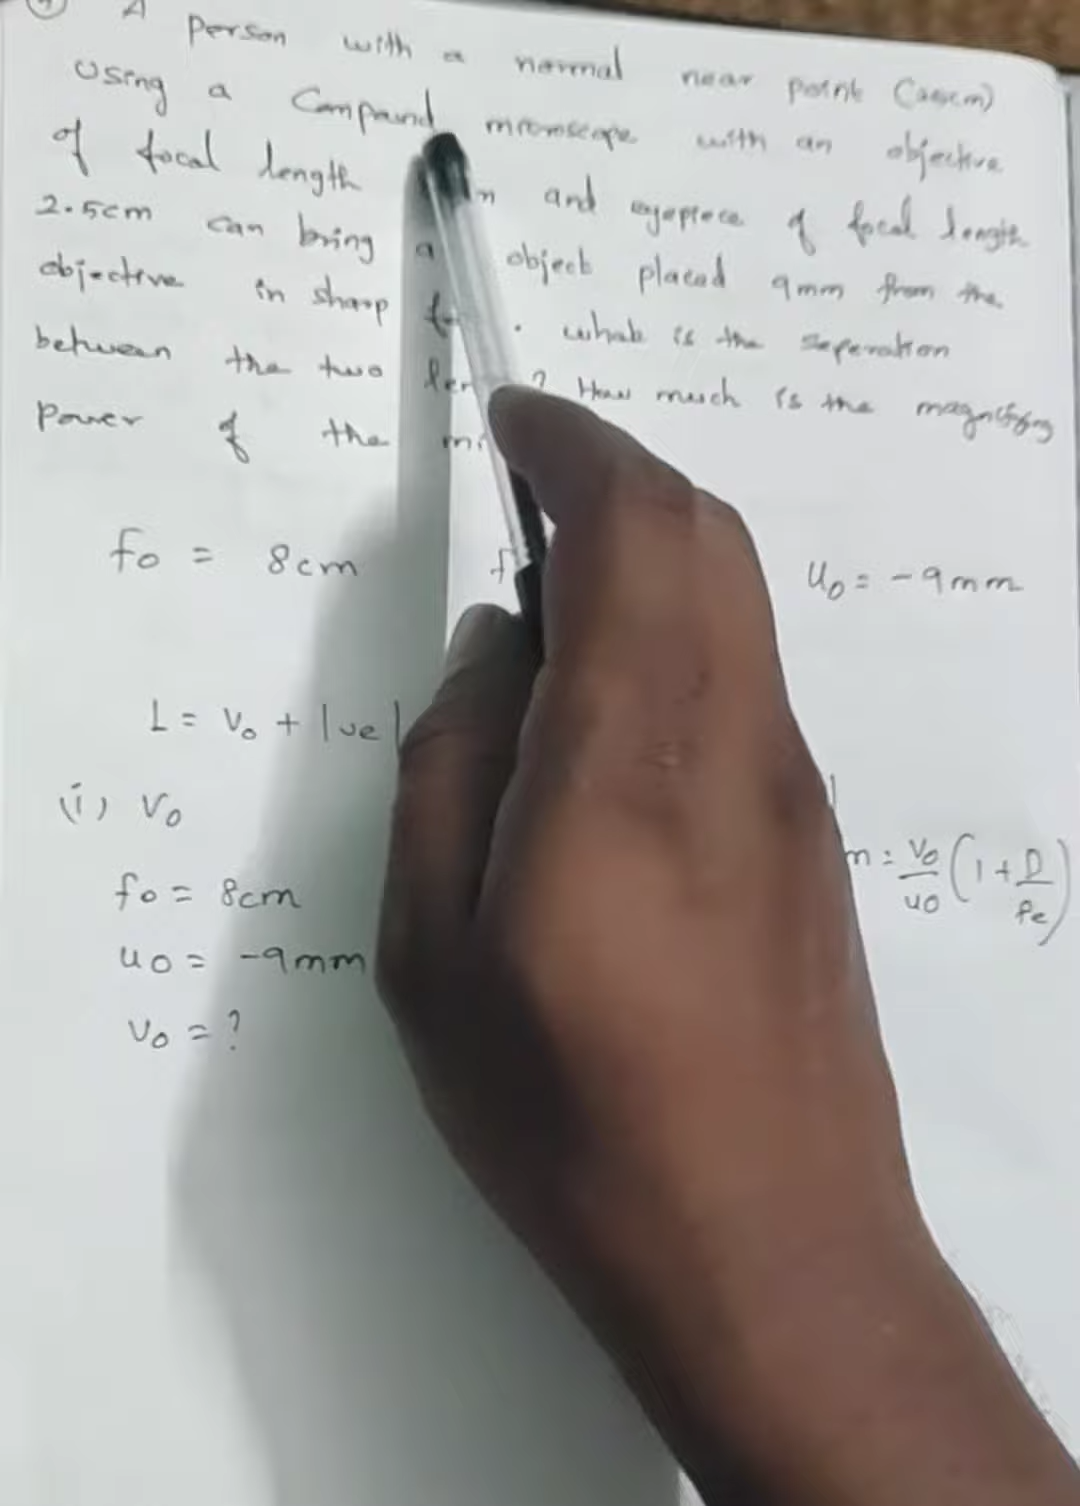 A person with a normal near point (25cm)
using a Compound microscope with an objective
of focal length and eyepiece of focal length
2.5cm can bring object placed 9mm from the
objective in sharp . what is the seperation
between the two ? How much is the magnifying
Power of the
fo = 8cm f uo = -9mm
L = vo + |ue|
(i) vo
m = vo/uo (1 + D/fe)
fo = 8cm
uo = -9mm
vo = ?